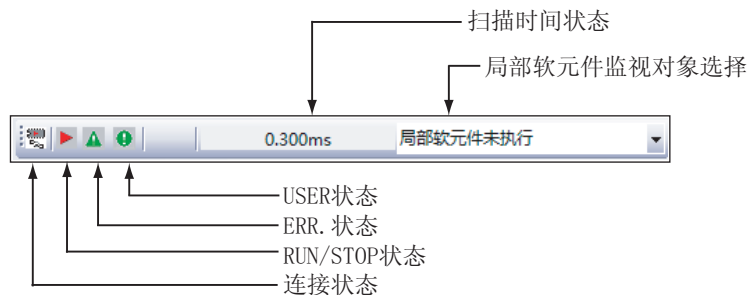 扫描时间状态
局部软元件监视对象选择
0.300ms
局部软元件未执行
USER状态
ERR.状态
RUN/STOP状态
连接状态